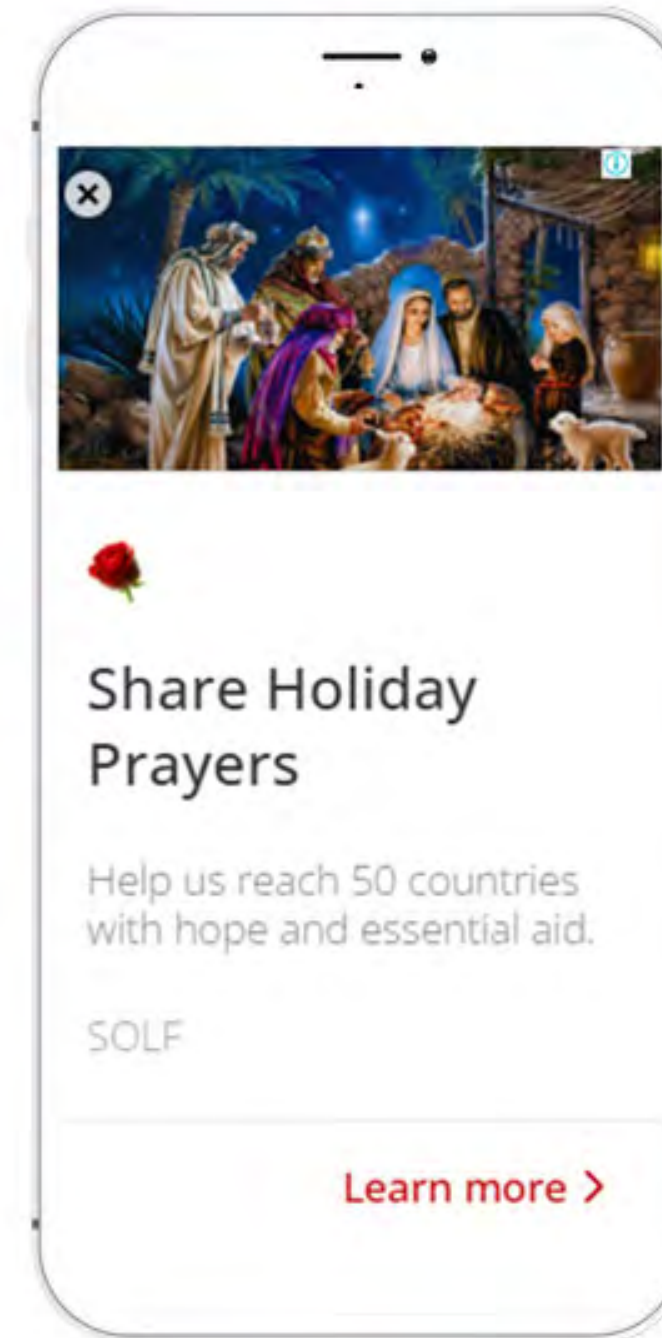 Share Holiday
Prayers
Help us reach 50 countries
with hope and essential aid.
SOLF
Learn more >